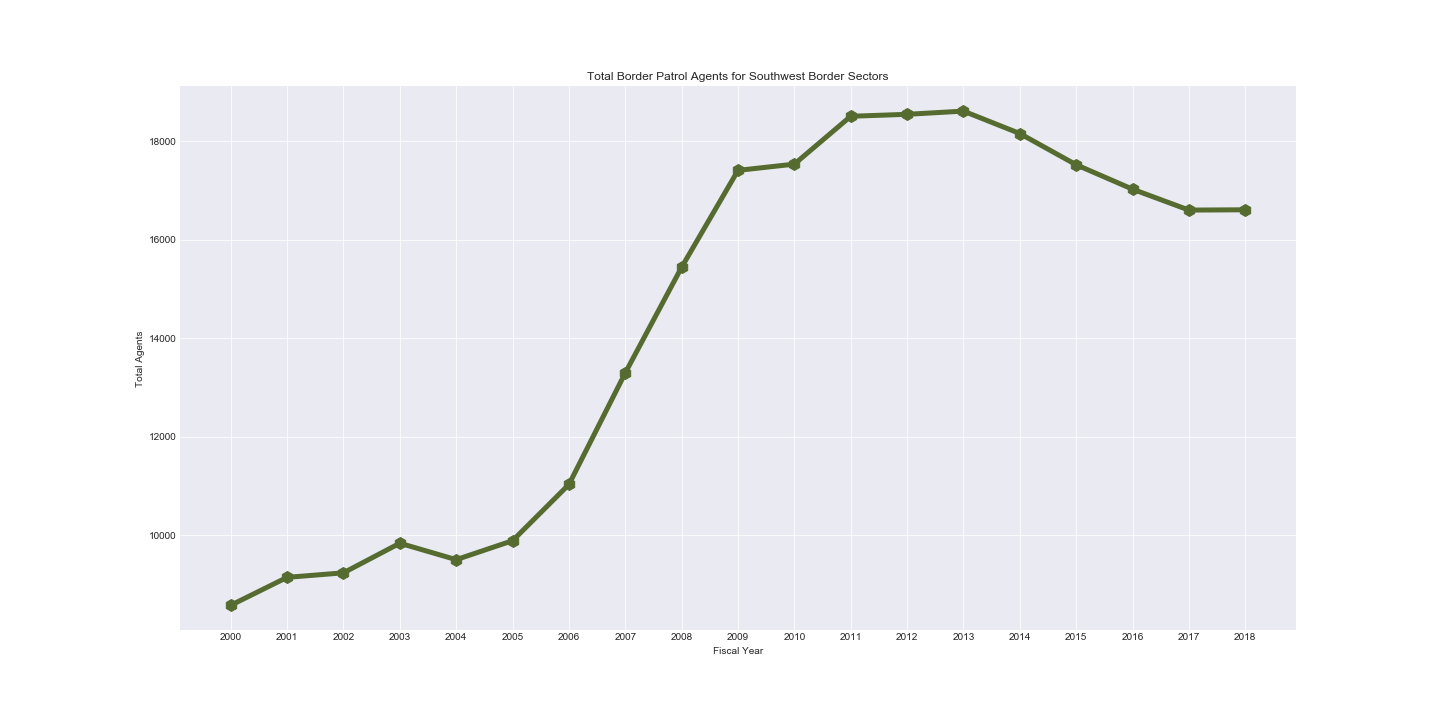 Total Border Patrol Agents for Southwest Border Sectors
18000
16000
14000
12000
10000
Total Agents
2000 2001 2002 2003 2004 2005 2006 2007 2008 2009 2010 2011 2012 2013 2014 2015 2016 2017 2018
Fiscal Year